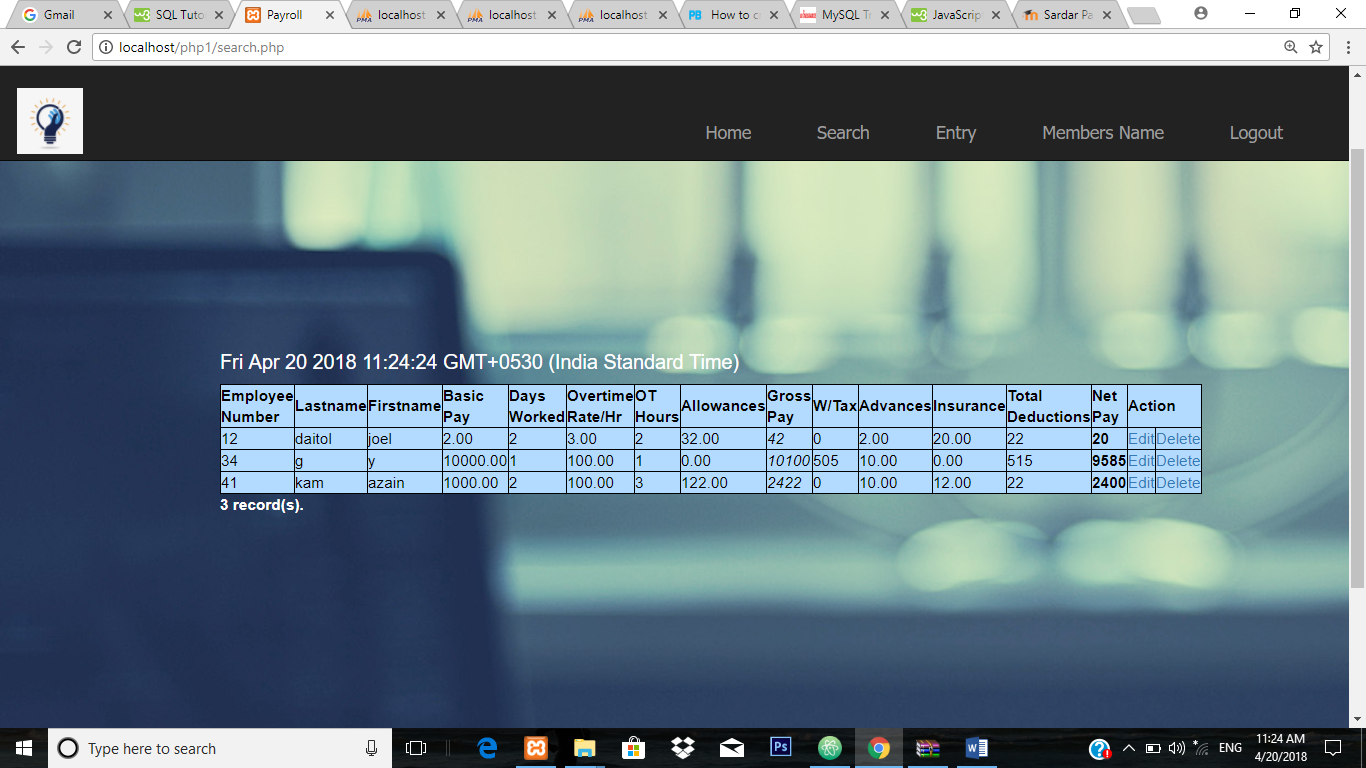 Gmail
SQL Tuto
Payroll
localhost
localhost
localhost
How to c
MySQL T
JavaScrip
Sardar Pa
localhost/php1/search.php
Home Search Entry Members Name Logout
Fri Apr 20 2018 11:24:24 GMT+0530 (India Standard Time)
Employee Number Lastname Firstname Basic Pay Days Worked Overtime Rate/Hr OT Hours Allowances Gross Pay W/Tax Advances Insurance Total Deductions Net Pay Action
12 daitol joel 2.00 2 3.00 2 32.00 42 0 2.00 20.00 22 20 Edit Delete
34 g y 10000.00 1 100.00 1 0.00 10100 505 10.00 0.00 515 9585 Edit Delete
41 kam azain 1000.00 2 100.00 3 122.00 2422 0 10.00 12.00 22 2400 Edit Delete
3 record(s).
Type here to search
ENG
11:24 AM
4/20/2018